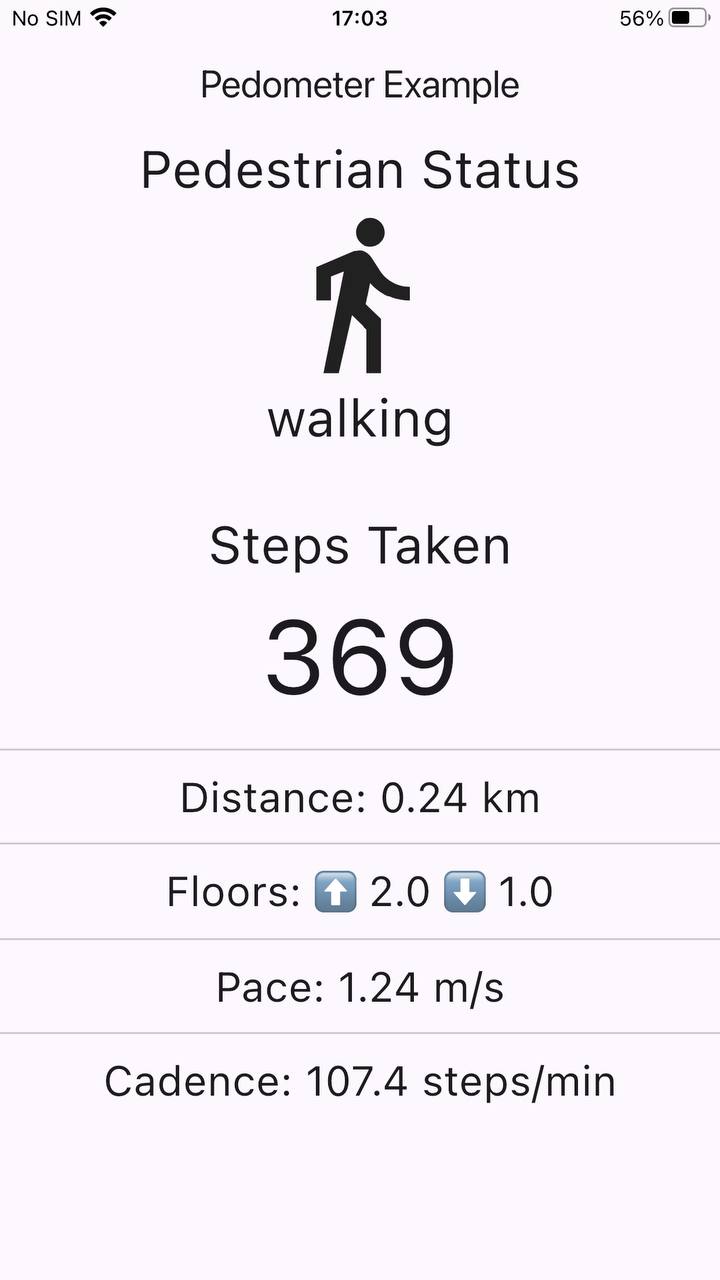 No SIM 17:03 56%
Pedometer Example
Pedestrian Status
walking
Steps Taken
369
Distance: 0.24 km
Floors: ⬆️ 2.0 ⬇️ 1.0
Pace: 1.24 m/s
Cadence: 107.4 steps/min